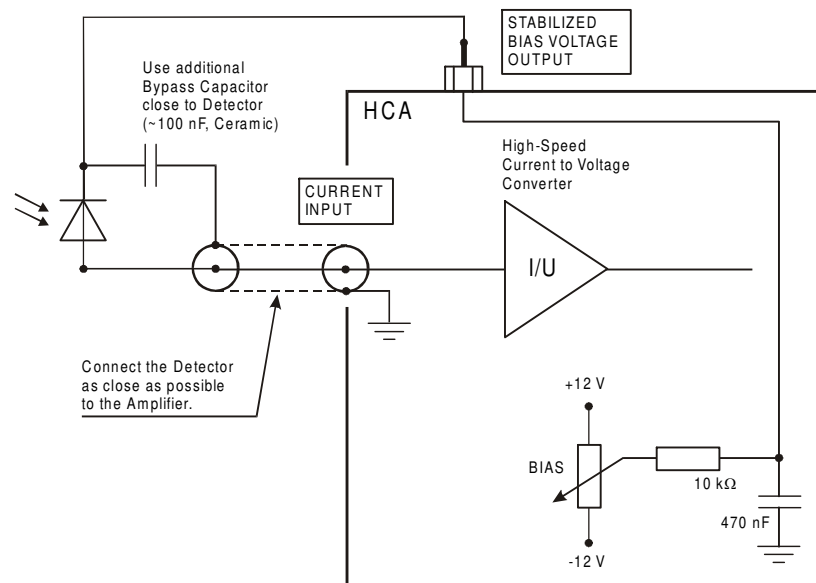 STABILIZED
BIAS VOLTAGE
OUTPUT
Use additional
Bypass Capacitor
close to Detector
(~100 nF, Ceramic)
HCA
High-Speed
Current to Voltage
Converter
CURRENT
INPUT
I/U
Connect the Detector
as close as possible
to the Amplifier.
+12 V
BIAS
10 kΩ
470 nF
-12 V